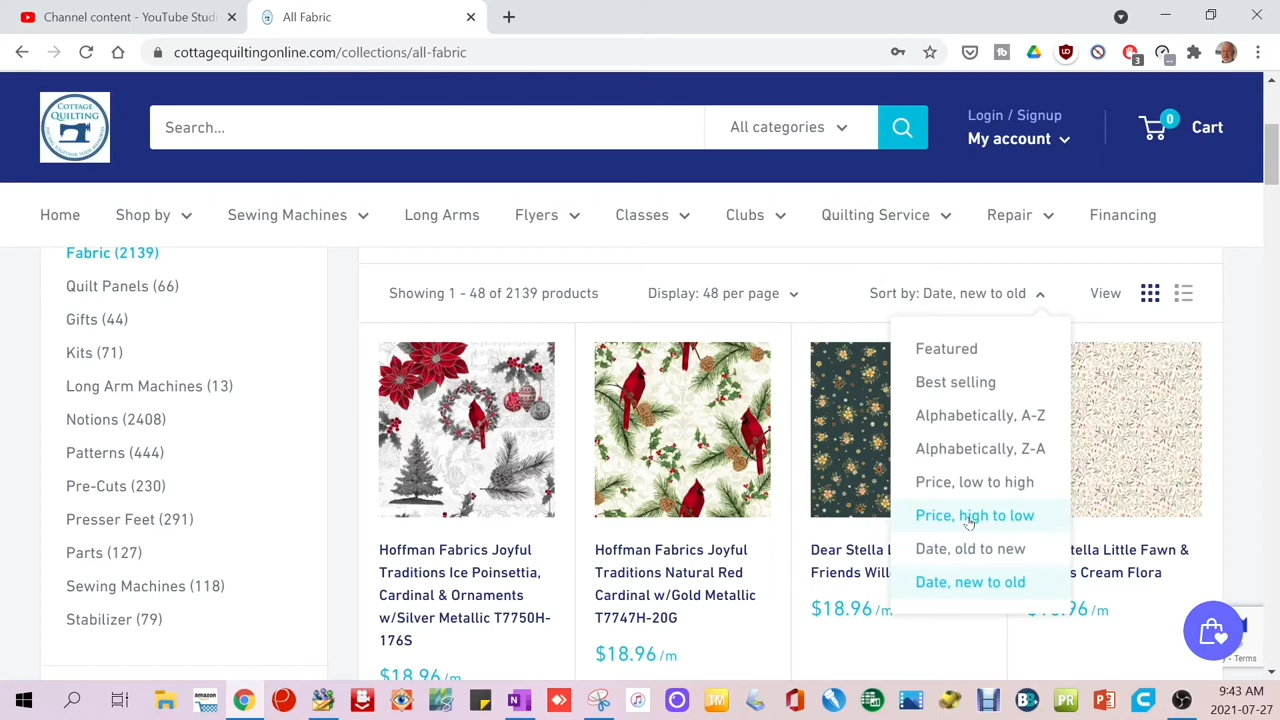 Channel content - YouTube Studi
All Fabric
cottagequiltingonline.com/collections/all-fabric
3
COTTAGE
QUILTING
Search...
All categories
Login / Signup
My account
0
Cart
Home
Shop by
Sewing Machines
Long Arms
Flyers
Classes
Clubs
Quilting Service
Repair
Financing
Fabric (2139)
Quilt Panels (66)
Gifts (44)
Kits (71)
Long Arm Machines (13)
Notions (2408)
Patterns (444)
Pre-Cuts (230)
Presser Feet (291)
Parts (127)
Sewing Machines (118)
Stabilizer (79)
Showing 1 - 48 of 2139 products
Display: 48 per page
Sort by: Date, new to old
View
Featured
Best selling
Alphabetically, A-Z
Alphabetically, Z-A
Price, low to high
Price, high to low
Date, old to new
Date, new to old
Hoffman Fabrics Joyful
Traditions Ice Poinsettia,
Cardinal & Ornaments
w/Silver Metallic T7750H-
176S
$18.96/m
Hoffman Fabrics Joyful
Traditions Natural Red
Cardinal w/Gold Metallic
T7747H-20G
$18.96/m
Dear Stella L
Friends Will
$18.96/m
tella Little Fawn &
s Cream Flora
96/m
- Terms
9:43 AM
2021-07-27